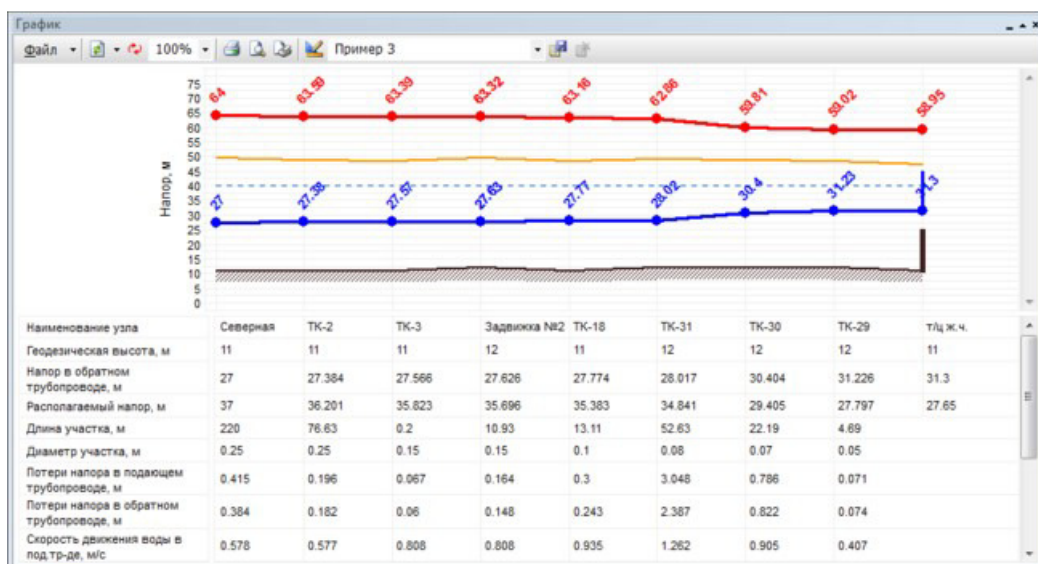 График
Файл 100% Пример 3
75
70
65
60
55
50
45
40
35
30
25
20
15
10
5
0
Напор, м
64 63.59 63.39 63.32 63.16 62.86 59.81 59.02 58.95
27 27.38 27.57 27.63 27.77 28.02 30.4 31.23 31.3
Наименование узла Северная ТК-2 ТК-3 Задвижка №2 ТК-18 ТК-31 ТК-30 ТК-29 т/ц ж.ч.
Геодезическая высота, м 11 11 11 12 11 12 12 12 11
Напор в обратном
трубопроводе, м 27 27.384 27.566 27.626 27.774 28.017 30.404 31.226 31.3
Располагаемый напор, м 37 36.201 35.823 35.696 35.383 34.841 29.405 27.797 27.65
Длина участка, м 220 76.63 0.2 10.93 13.11 52.63 22.19 4.69
Диаметр участка, м 0.25 0.25 0.15 0.15 0.1 0.08 0.07 0.05
Потери напора в подающем
трубопроводе, м 0.415 0.196 0.067 0.164 0.3 3.048 0.786 0.071
Потери напора в обратном
трубопроводе, м 0.384 0.182 0.06 0.148 0.243 2.387 0.822 0.074
Скорость движения воды в
под.тр-де, м/с 0.578 0.577 0.808 0.808 0.935 1.262 0.905 0.407